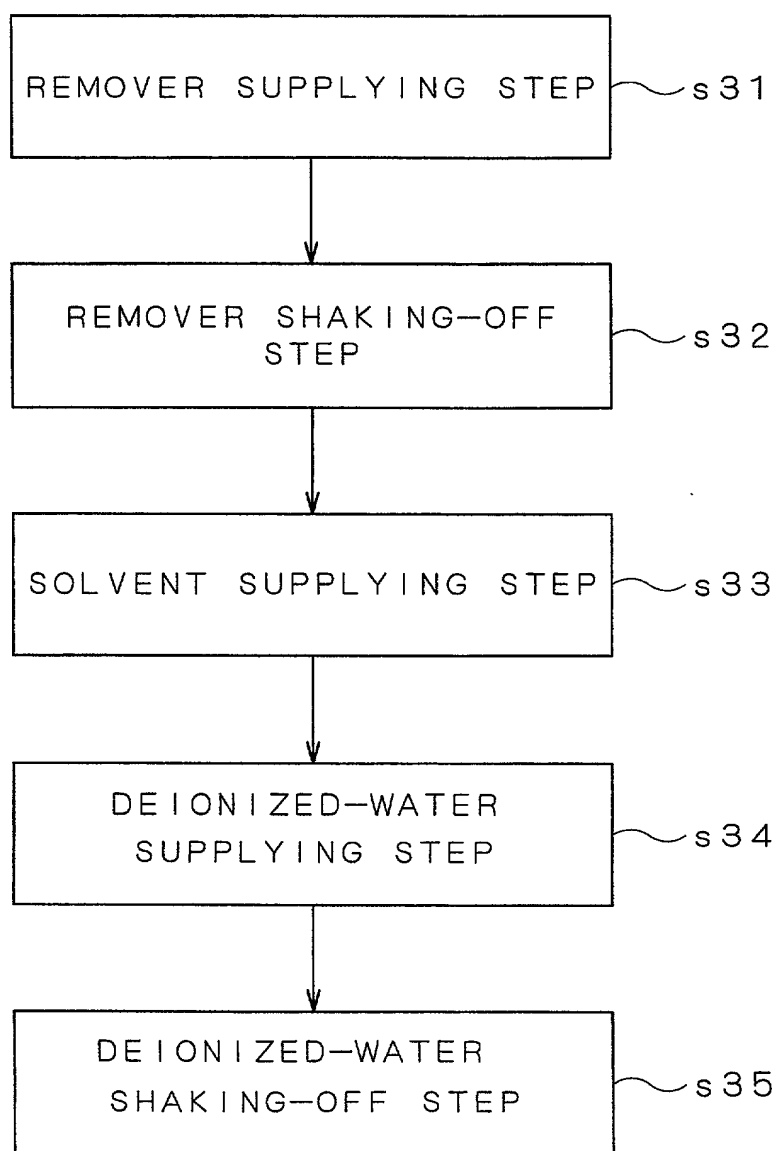 REMOVER SUPPLYING STEP
s31
REMOVER SHAKING-OFF
STEP
s32
SOLVENT SUPPLYING STEP
s33
DEIONIZED-WATER
SUPPLYING STEP
s34
DEIONIZED-WATER
SHAKING-OFF STEP
s35